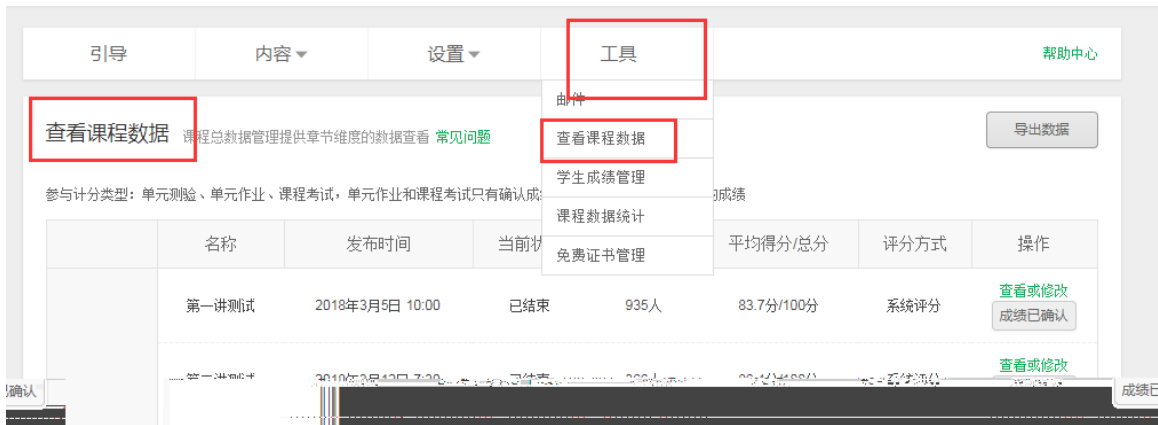 引导 内容 设置 工具 帮助中心
邮件
查看课程数据 课程总数据管理提供章节维度的数据查看 常见问题 查看课程数据 导出数据
学生成绩管理
参与计分类型：单元测验、单元作业、课程考试，单元作业和课程考试只有确认成 的成绩
课程数据统计
名称 发布时间 当前状 平均得分/总分 评分方式 操作
免费证书管理
查看或修改
第一讲测试 2018年3月5日 10:00 已结束 935人 83.7分/100分 系统评分
成绩已确认
查看或修改
确认 成绩已